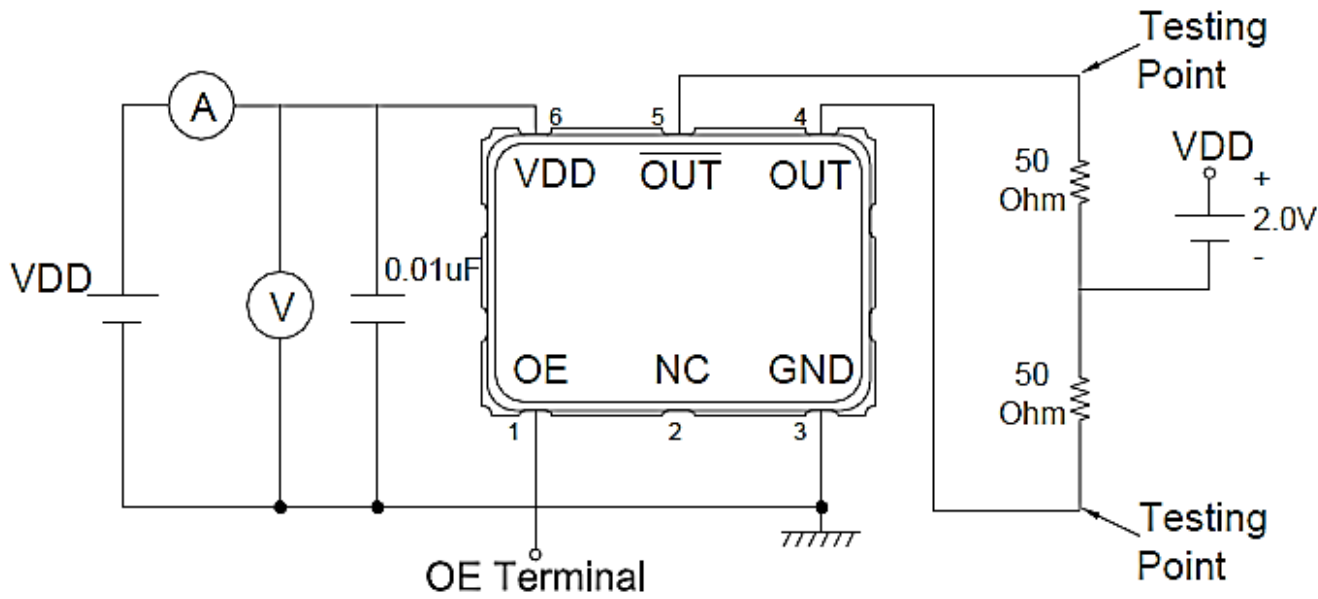 Testing
Point
A
6
5
4
VDD
OUT
OUT
50
Ohm
VDD
+
2.0V
-
VDD
V
0.01uF
OE
NC
GND
50
Ohm
1
2
3
OE Terminal
Testing
Point